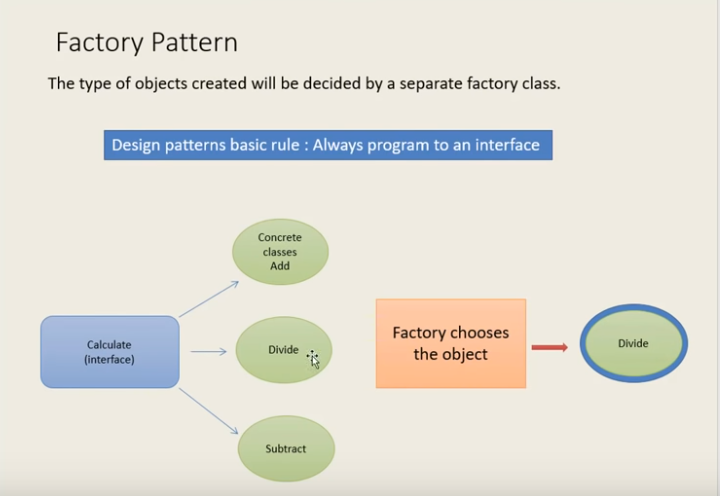 Factory Pattern
The type of objects created will be decided by a separate factory class.
Design patterns basic rule : Always program to an interface
Concrete
classes
Add
Calculate
(Interface)
Divide
Subtract
Factory chooses
the object
Divide